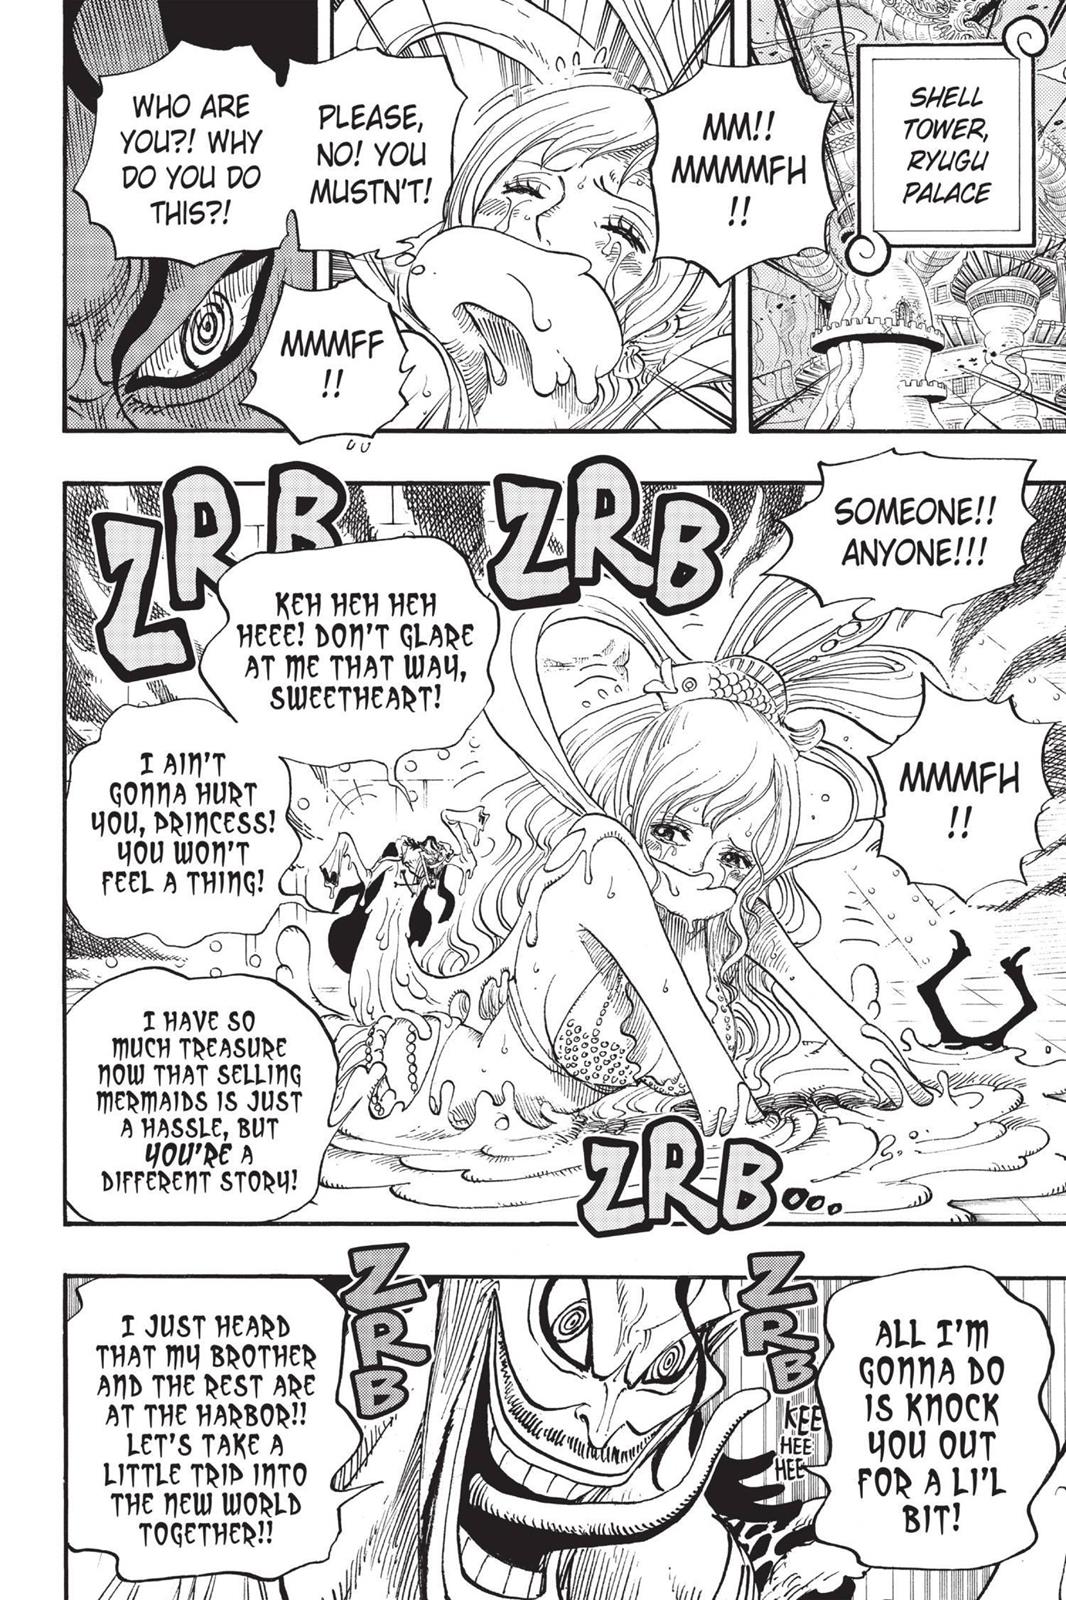 SHELL
TOWER,
RYUGU
PALACE
MM!!
MMMMFH
!!
PLEASE,
NO! YOU
MUSTN'T!
WHO ARE
YOU?! WHY
DO YOU DO
THIS?!
MMMFF
!!
SOMEONE!!
ANYONE!!!
MMMFH
!!
ZRB
ZRB
KEH HEH HEH
HEEE! DON'T GLARE
AT ME THAT WAY,
SWEETHEART!
I AIN'T
GONNA HURT
YOU, PRINCESS!
YOU WON'T
FEEL A THING!
I HAVE SO
MUCH TREASURE
NOW THAT SELLING
MERMAIDS IS JUST
A HASSLE, BUT
YOU'RE A
DIFFERENT STORY!
ZRB...
ALL I'M
GONNA DO
IS KNOCK
YOU OUT
FOR A LI'L
BIT!
ZRB
KEE
HEE
HEE
ZRB
I JUST HEARD
THAT MY BROTHER
AND THE REST ARE
AT THE HARBOR!!
LET'S TAKE A
LITTLE TRIP INTO
THE NEW WORLD
TOGETHER!!